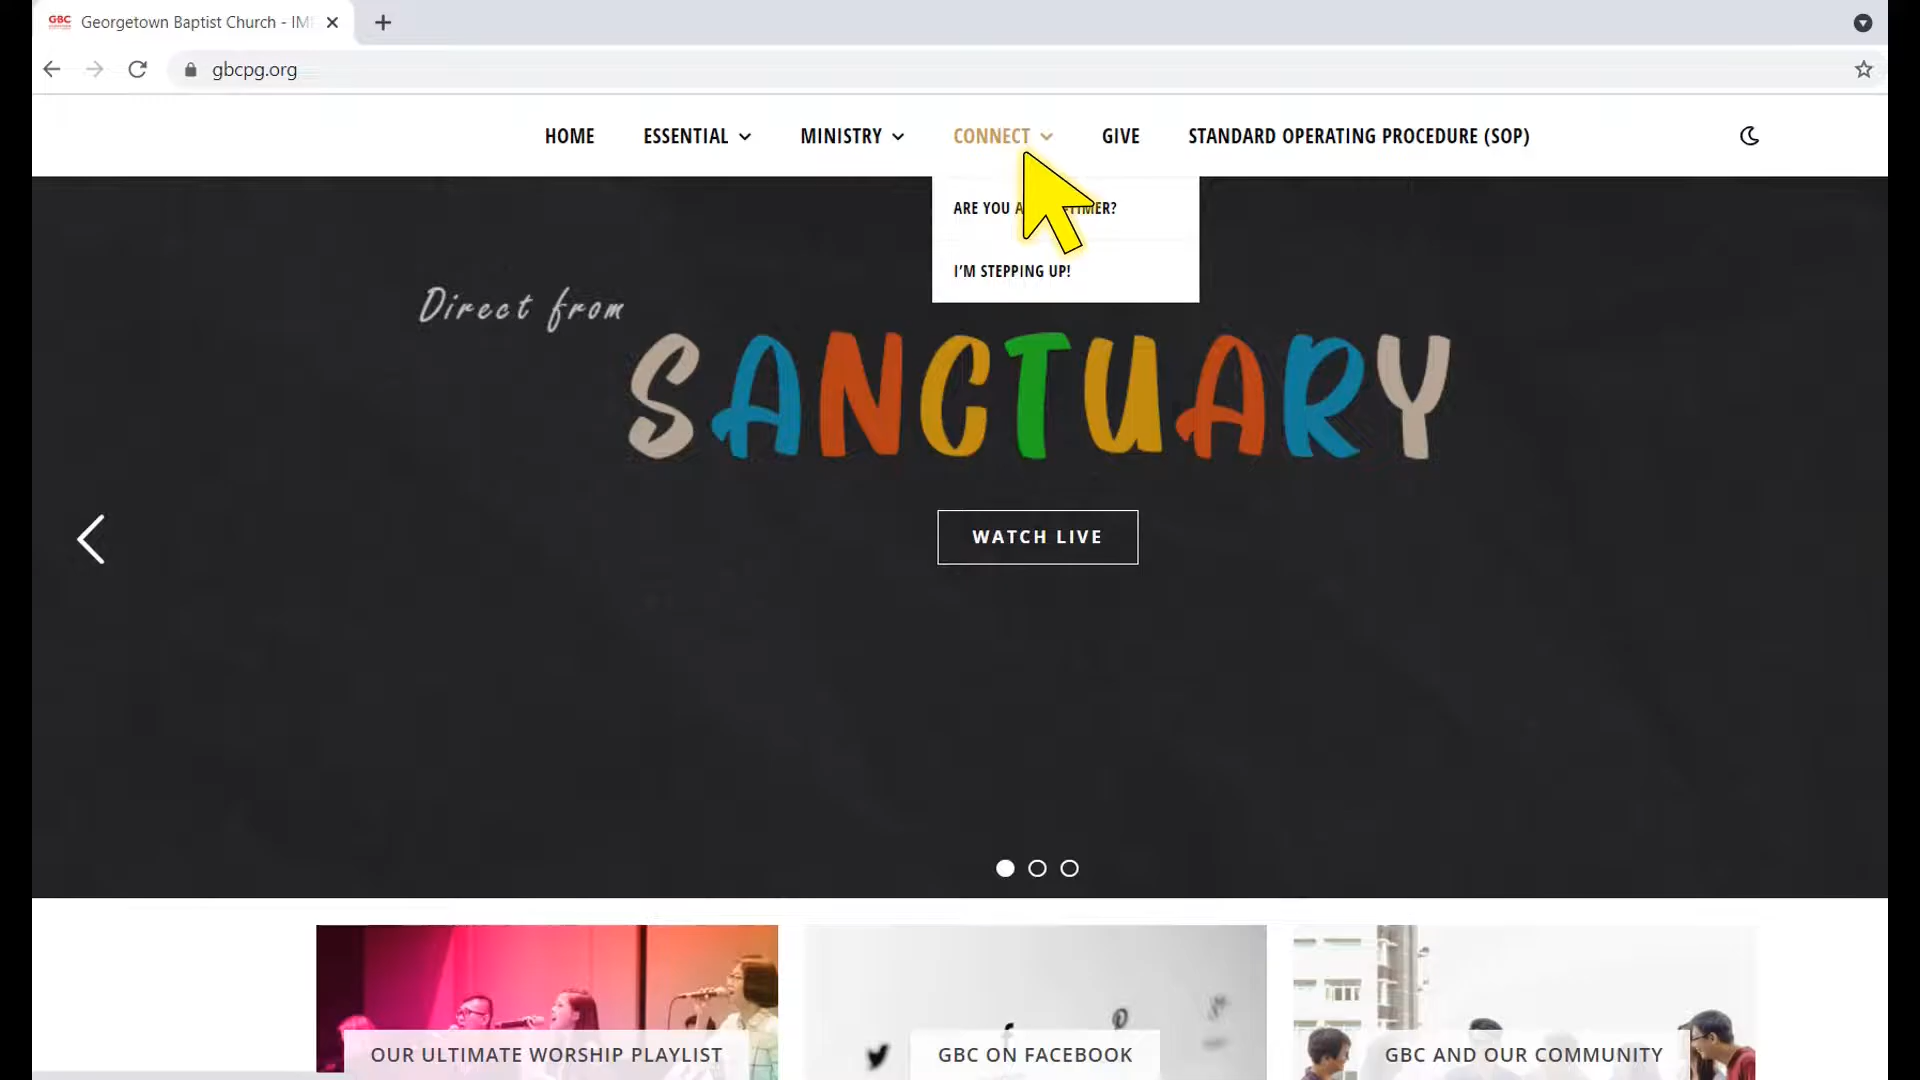 GBC Georgetown Baptist Church - IM
gbcpg.org
HOME ESSENTIAL MINISTRY CONNECT GIVE STANDARD OPERATING PROCEDURE (SOP)
ARE YOU A
I'M STEPPING UP!
Direct from
SANCTUARY
WATCH LIVE
OUR ULTIMATE WORSHIP PLAYLIST GBC ON FACEBOOK GBC AND OUR COMMUNITY